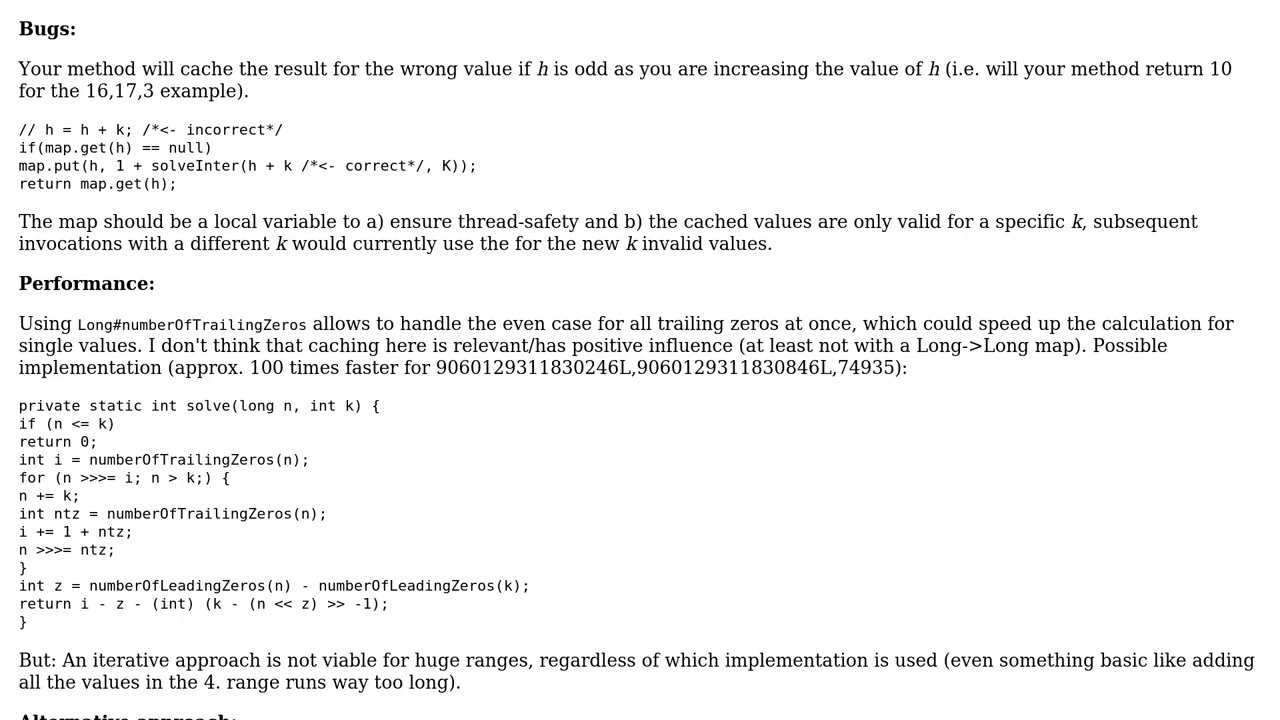 Bugs:
Your method will cache the result for the wrong value if h is odd as you are increasing the value of h (i.e. will your method return 10
for the 16,17,3 example).
// h = h + k; /*<- incorrect*/
if(map.get(h) == null)
map.put(h, 1 + solveInter(h + k /*<- correct*/, K));
return map.get(h);
The map should be a local variable to a) ensure thread-safety and b) the cached values are only valid for a specific k, subsequent
invocations with a different k would currently use the for the new k invalid values.
Performance:
Using Long#numberOfTrailingZeros allows to handle the even case for all trailing zeros at once, which could speed up the calculation for
single values. I don't think that caching here is relevant/has positive influence (at least not with a Long->Long map). Possible
implementation (approx. 100 times faster for 9060129311830246L,9060129311830846L,74935):
private static int solve(long n, int k) {
if (n <= k)
return 0;
int i = numberOfTrailingZeros(n);
for (n >>>= i; n > k;) {
n += k;
int ntz = numberOfTrailingZeros(n);
i += 1 + ntz;
n >>>= ntz;
}
int z = numberOfLeadingZeros(n) - numberOfLeadingZeros(k);
return i - z - (int) (k - (n << z) >> -1);
}
But: An iterative approach is not viable for huge ranges, regardless of which implementation is used (even something basic like adding
all the values in the 4. range runs way too long).
Alternative approach: